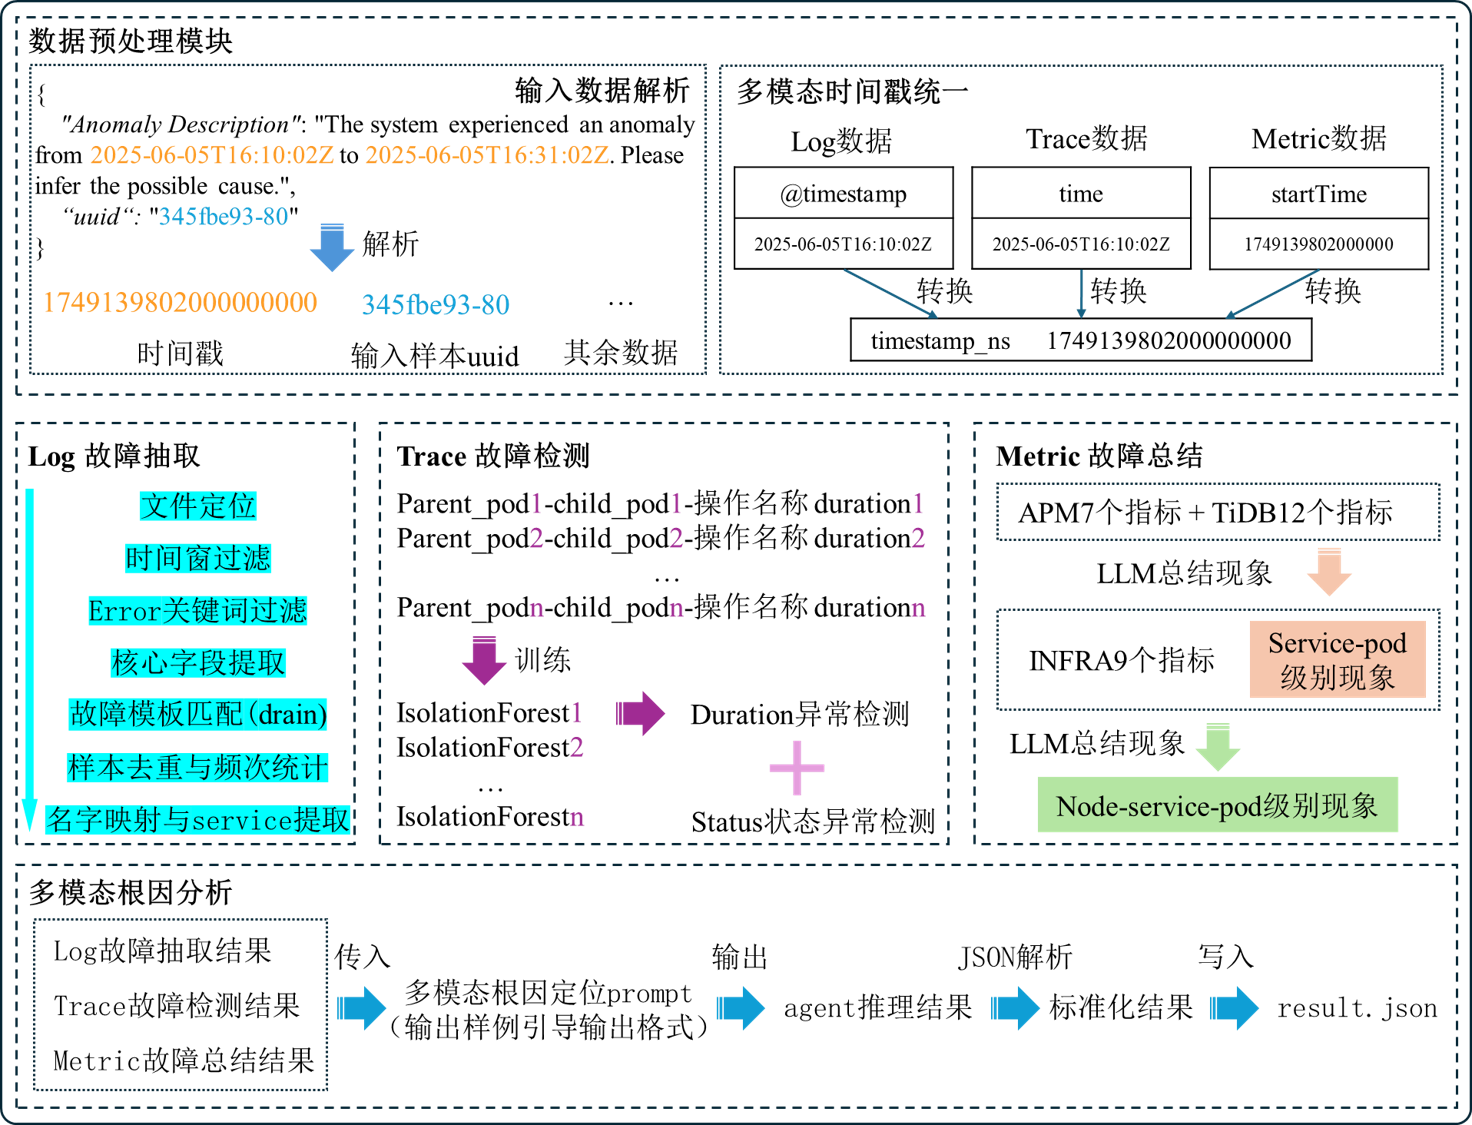 数据预处理模块
输入数据解析
{
"Anomaly Description": "The system experienced an anomaly
from 2025-06-05T16:10:02Z to 2025-06-05T16:31:02Z. Please
infer the possible cause.",
“uuid“: "345fbe93-80"
}
解析
1749139802000000000 345fbe93-80 ...
时间戳 输入样本uuid 其余数据
多模态时间戳统一
Log数据 Trace数据 Metric数据
@timestamp time startTime
2025-06-05T16:10:02Z 2025-06-05T16:10:02Z 1749139802000000
转换 转换 转换
timestamp_ns 1749139802000000000
Log 故障抽取
文件定位
时间窗过滤
Error关键词过滤
核心字段提取
故障模板匹配(drain)
样本去重与频次统计
名字映射与service提取
Trace 故障检测
Parent_pod1-child_pod1-操作名称 duration1
Parent_pod2-child_pod2-操作名称 duration2
...
Parent_podn-child_podn-操作名称 durationn
训练
IsolationForest1
IsolationForest2
...
IsolationForestn
Duration异常检测
Status状态异常检测
Metric 故障总结
APM7个指标 + TiDB12个指标
LLM总结现象
INFRA9个指标
Service-pod
级别现象
LLM总结现象
Node-service-pod级别现象
多模态根因分析
Log故障抽取结果
Trace故障检测结果
Metric故障总结结果
传入
多模态根因定位prompt
（输出样例引导输出格式）
输出
agent推理结果
JSON解析
标准化结果
写入
result.json